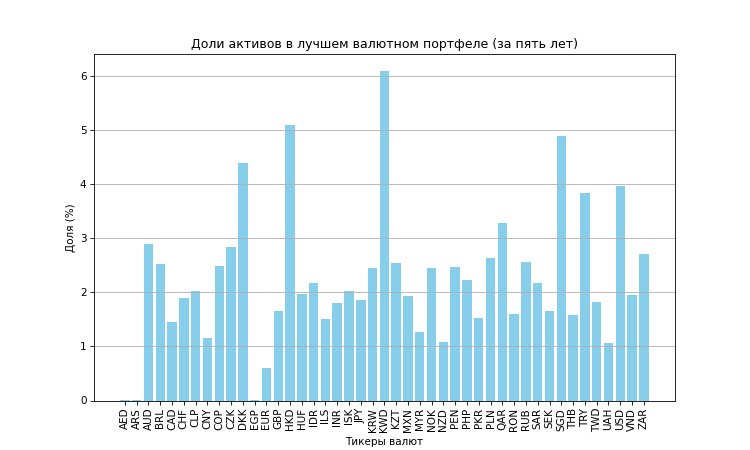 Доли активов в лучшем валютном портфеле (за пять лет)
6
5
4
3
2
1
0
Доля (%)
AED
ARS
AUD
BRL
CAD
CHF
CLP
CNY
COP
CZK
DKK
EGP
EUR
GBP
HKD
HUF
IDR
ILS
INR
ISK
JPY
KRW
KWD
KZT
MXN
MYR
NOK
NZD
PEN
PHP
PKR
PLN
QAR
RON
RUB
SAR
SEK
SGD
THB
TRY
TWD
UAH
USD
VND
ZAR
Тикеры валют